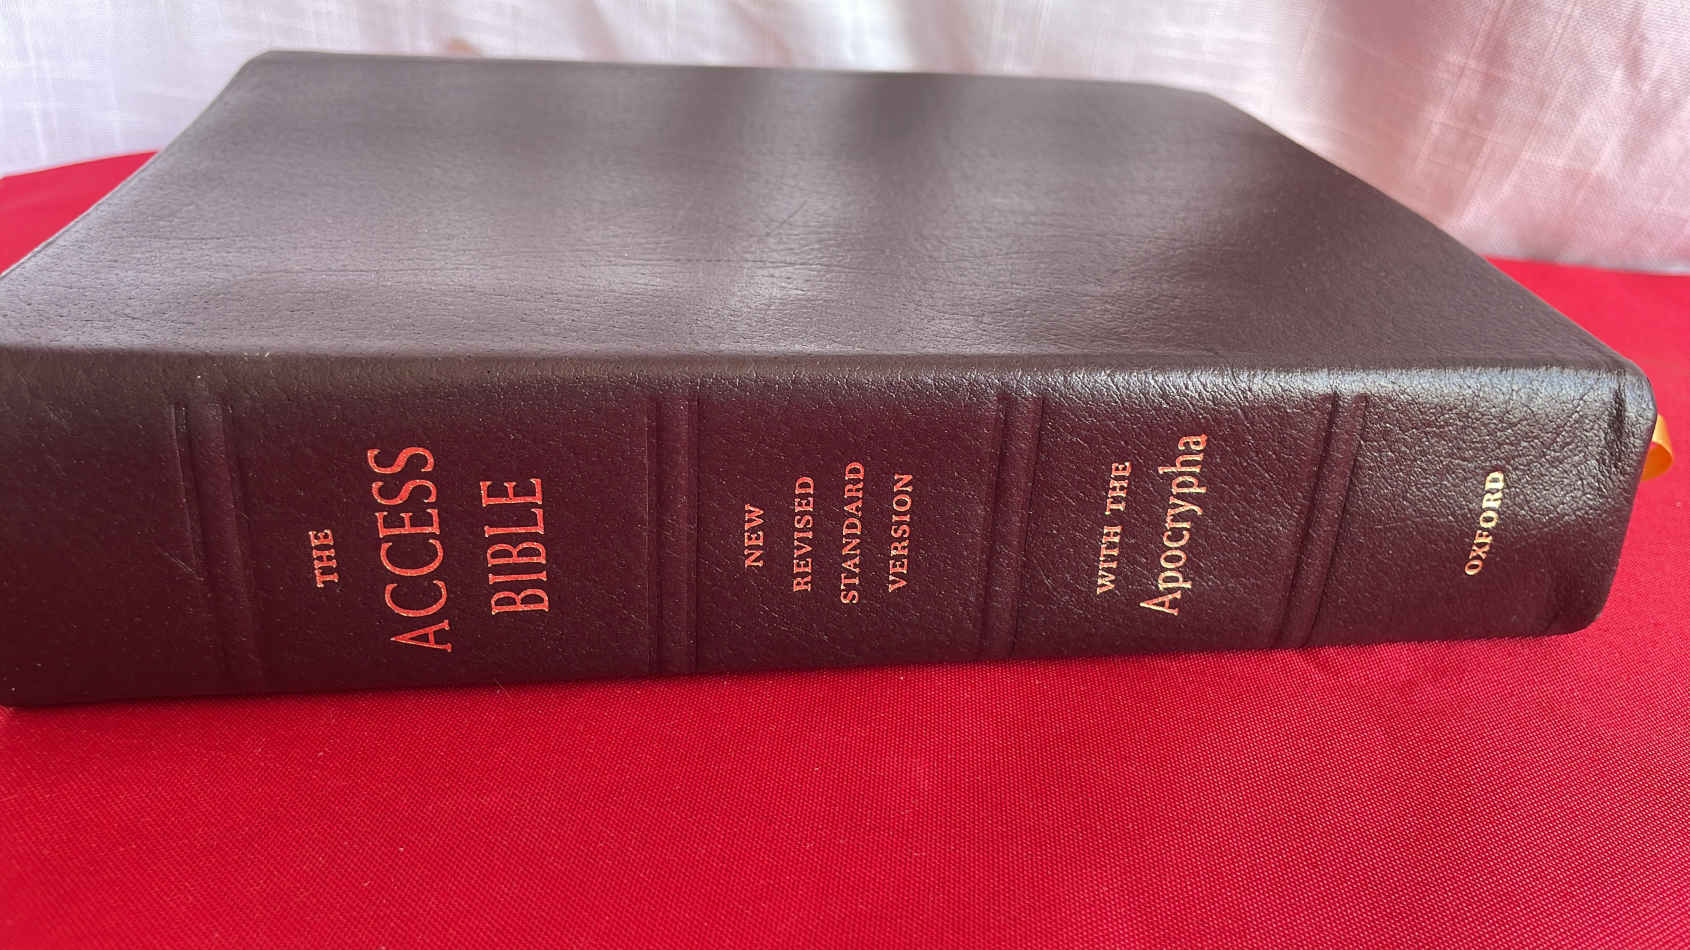 THE
ACCESS
BIBLE
NEW
REVISED
STANDARD
VERSION
WITH THE
Apocrypha
OXFORD